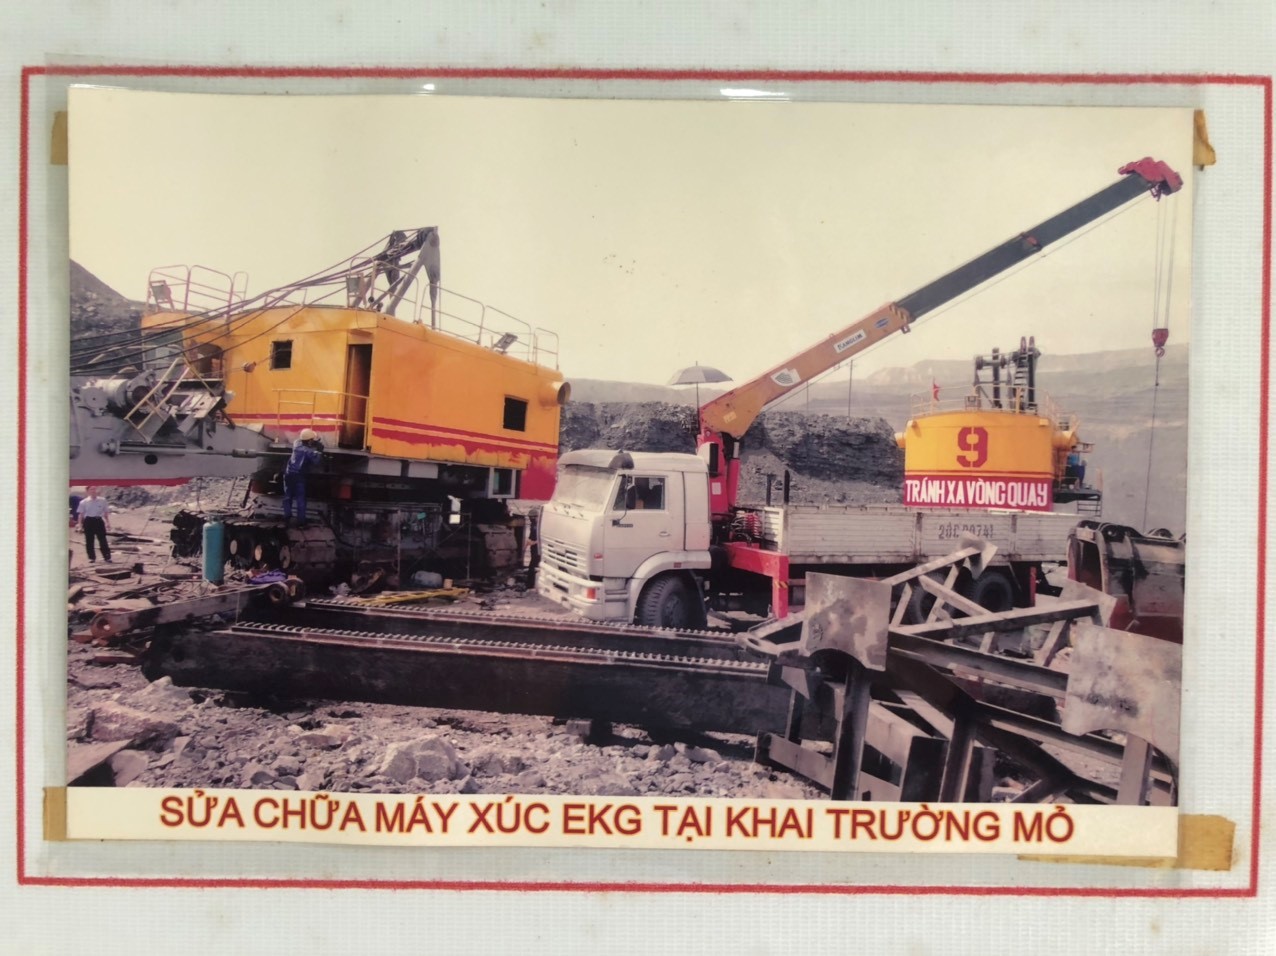 9
TRÁNH XA VÒNG QUAY
SỬA CHỮA MÁY XÚC EKG TẠI KHAI TRƯỜNG MỎ